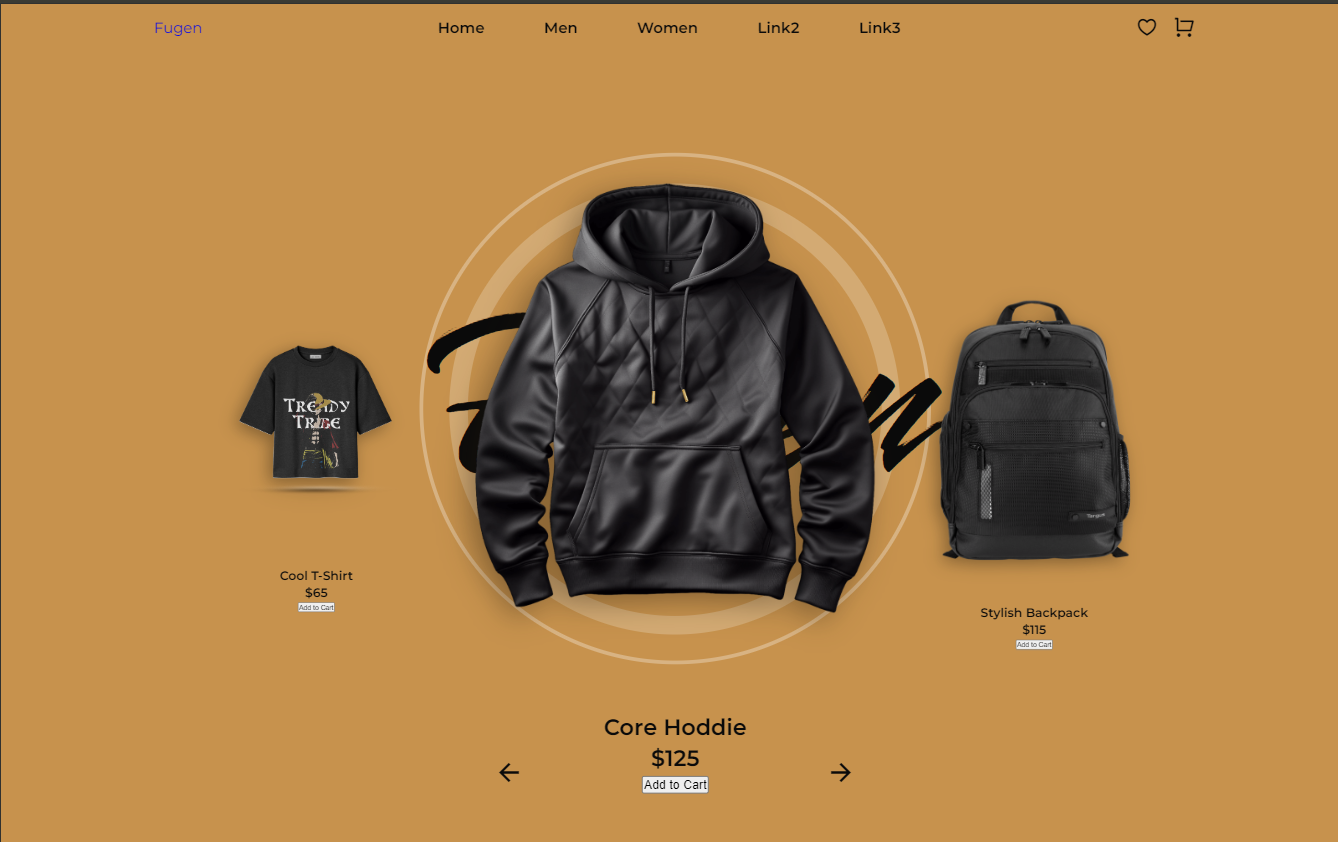 Fugen
Home Men Women Link2 Link3
TRENDY
TRIBE
Cool T-Shirt
$65
Add to Cart
Stylish Backpack
$115
Add to Cart
Core Hoddie
$125
Add to Cart